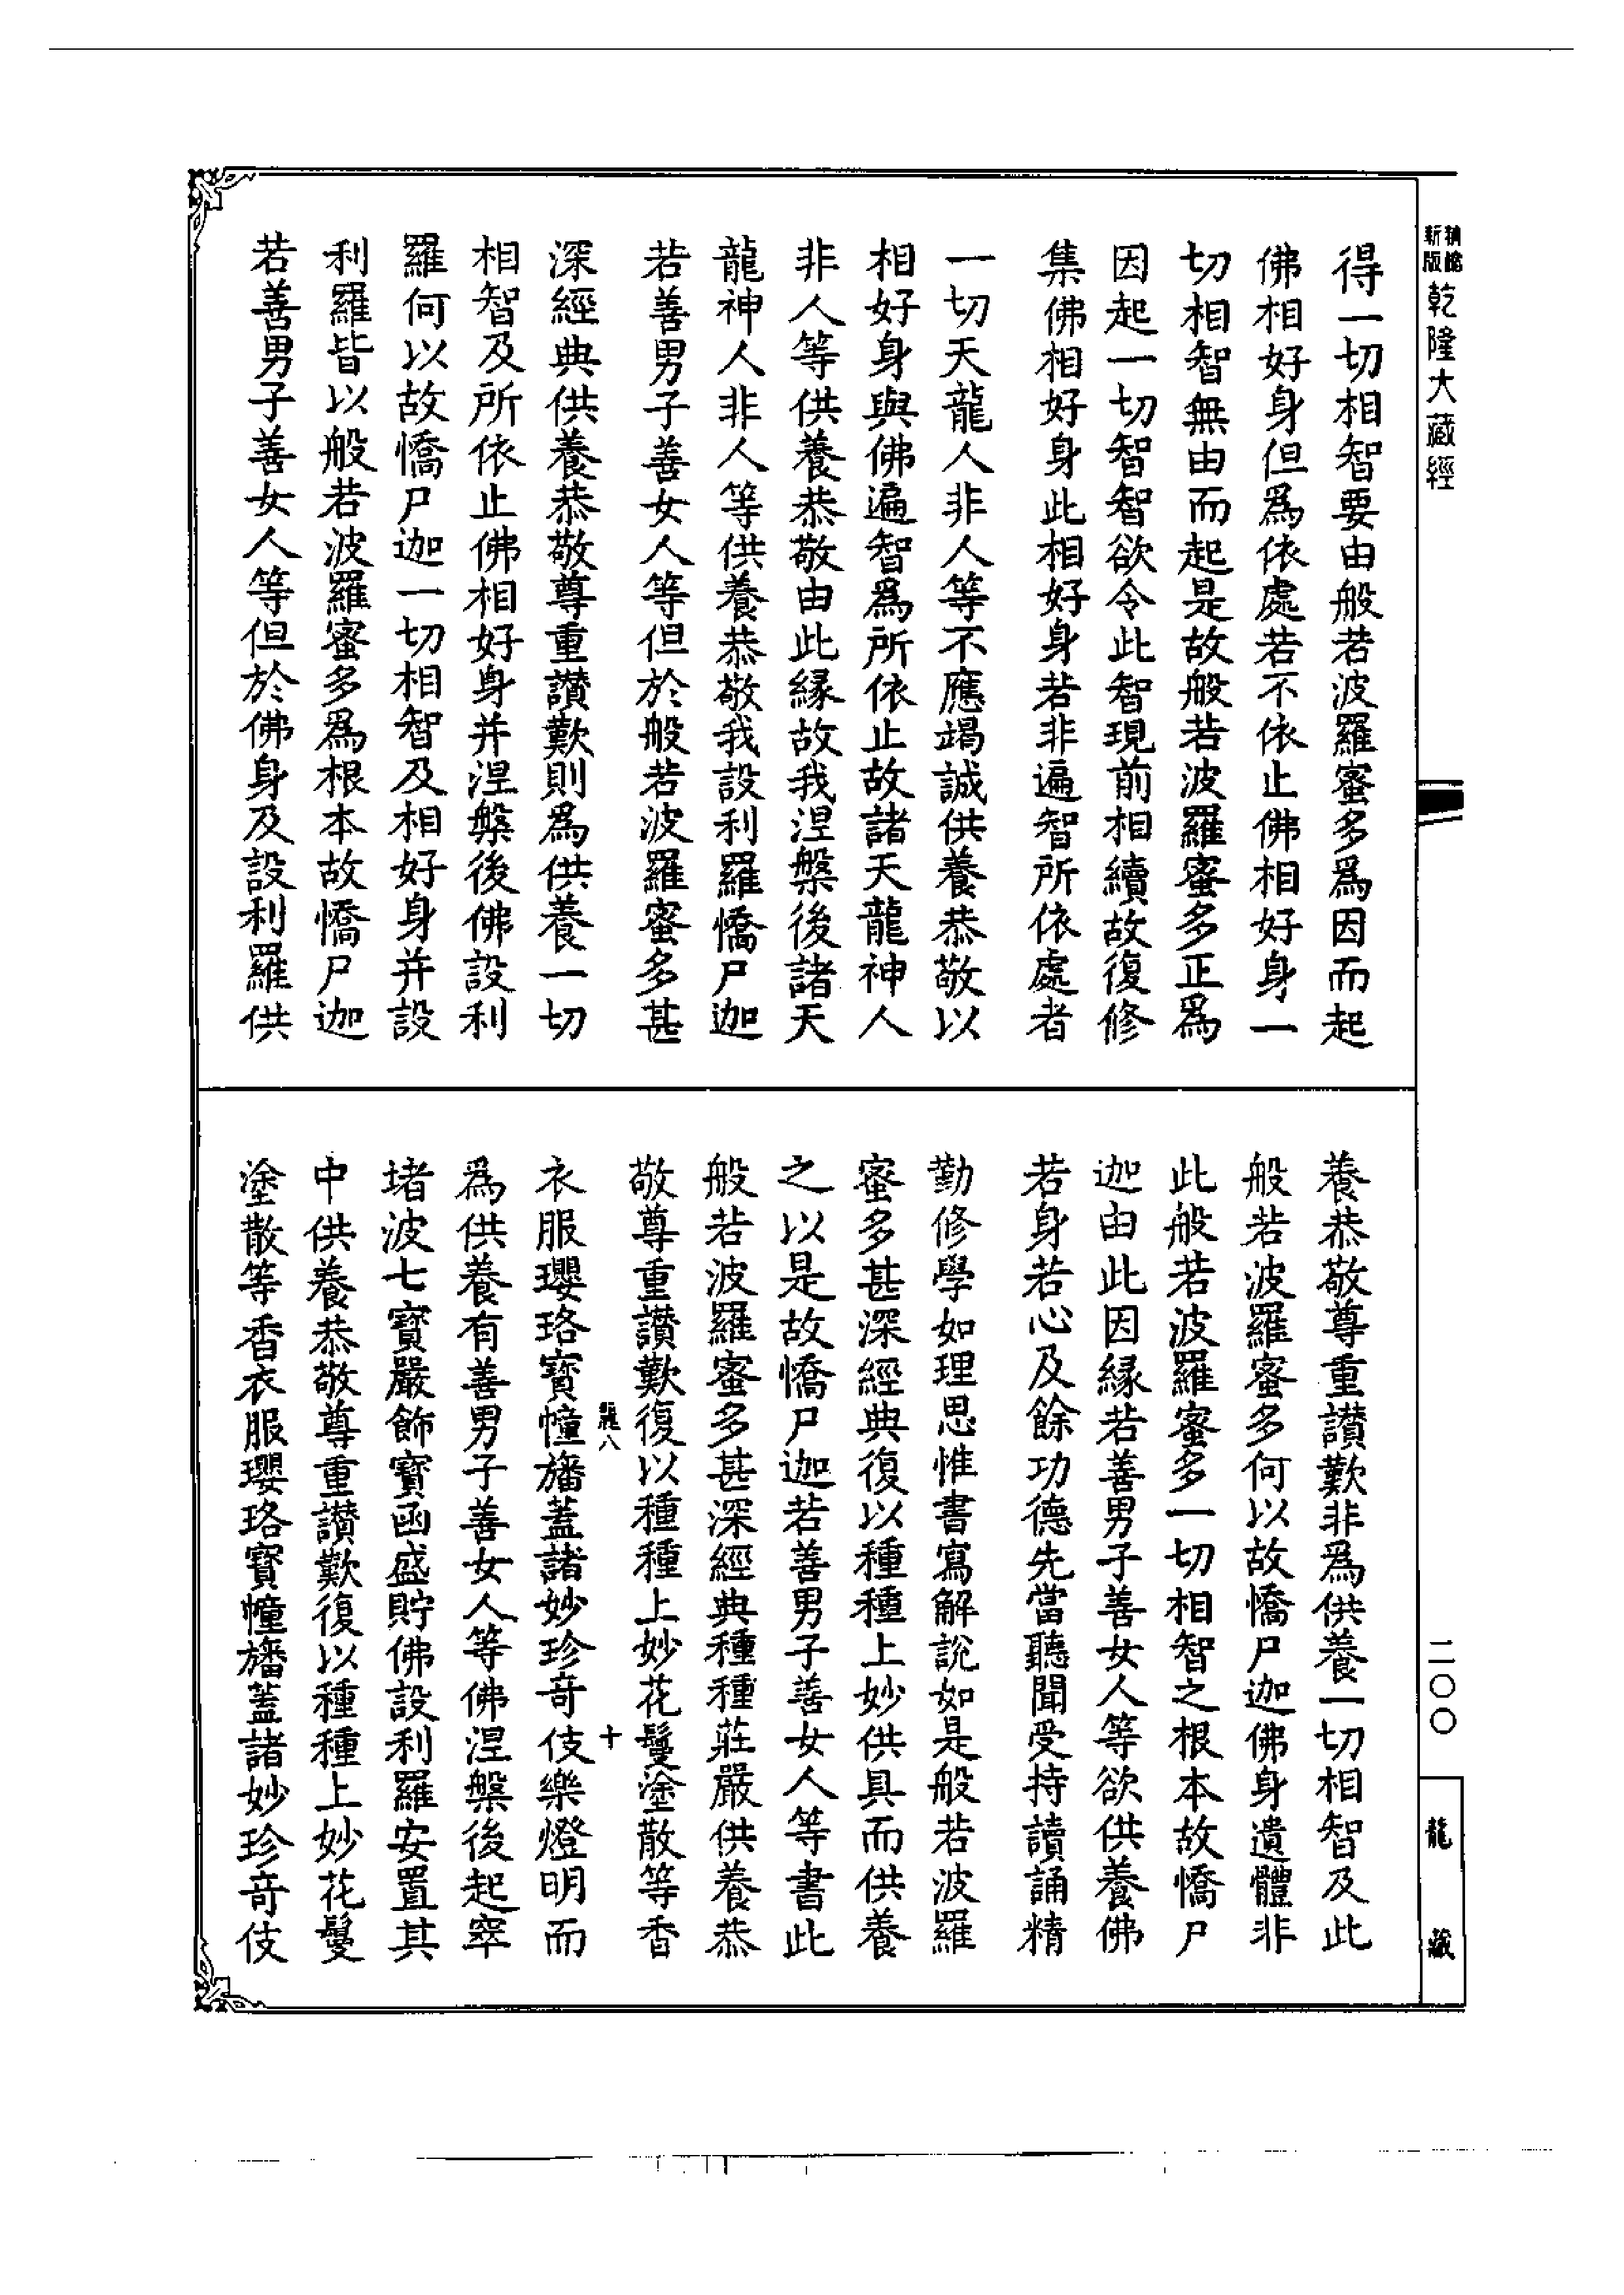 精縮
新版
乾隆大藏經
得一切相智要由般若波羅蜜多爲因而起
佛相好身但爲依處若不依止佛相好身一
切相智無由而起是故般若波羅蜜多正爲
因起一切智智欲令此智現前相續故復修
集佛相好身此相好身若非遍智所依處者
一切天龍人非人等不應竭誠供養恭敬以
相好身與佛遍智爲所依止故諸天龍神人
非人等供養恭敬由此緣故我涅槃後諸天
龍神人非人等供養恭敬我設利羅憍尸迦
若善男子善女人等但於般若波羅蜜多甚
深經典供養恭敬尊重讚歎則爲供養一切
相智及所依止佛相好身并涅槃後佛設利
羅何以故憍尸迦一切相智及相好身并設
利羅皆以般若波羅蜜多爲根本故憍尸迦
若善男子善女人等但於佛身及設利羅供
養恭敬尊重讚歎非爲供養一切相智及此
般若波羅蜜多何以故憍尸迦佛身遺體非
此般若波羅蜜多一切相智之根本故憍尸
迦由此因緣若善男子善女人等欲供養佛
若身若心及餘功德先當聽聞受持讀誦精
勤修學如理思惟書寫解說如是般若波羅
蜜多甚深經典復以種種上妙供具而供養
之以是故憍尸迦若善男子善女人等書此
般若波羅蜜多甚深經典種種莊嚴供養恭
敬尊重讚歎復以種種上妙花鬘塗散等香
龍八
十
衣服瓔珞寶幢旛蓋諸妙珍奇伎樂燈明而
爲供養有善男子善女人等佛涅槃後起窣
堵波七寶嚴飾寶函盛貯佛設利羅安置其
中供養恭敬尊重讚歎復以種種上妙花鬘
塗散等香衣服瓔珞寶幢旛蓋諸妙珍奇伎
二〇〇
龍藏